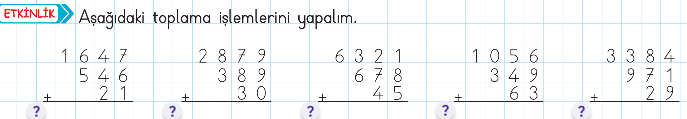 ETKİNLİK Aşağıdaki toplama işlemlerini yapalım.
1647 2879 6321 1056 3384
546 389 678 349 971
+ 21 + 30 + 45 + 63 + 29
? ? ? ? ?